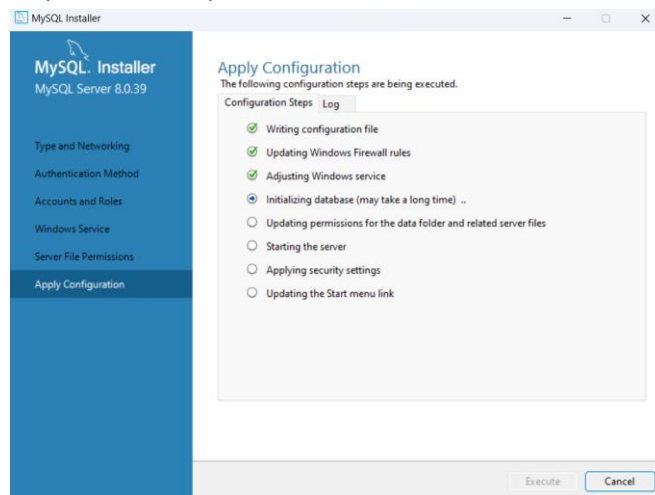 MySQL Installer
MySQL. Installer
MySQL Server 8.0.39
Type and Networking
Authentication Method
Accounts and Roles
Windows Service
Server File Permissions
Apply Configuration
Apply Configuration
The following configuration steps are being executed.
Configuration Steps Log
Writing configuration file
Updating Windows Firewall rules
Adjusting Windows service
Initializing database (may take a long time) ..
Updating permissions for the data folder and related server files
Starting the server
Applying security settings
Updating the Start menu link
Execute Cancel